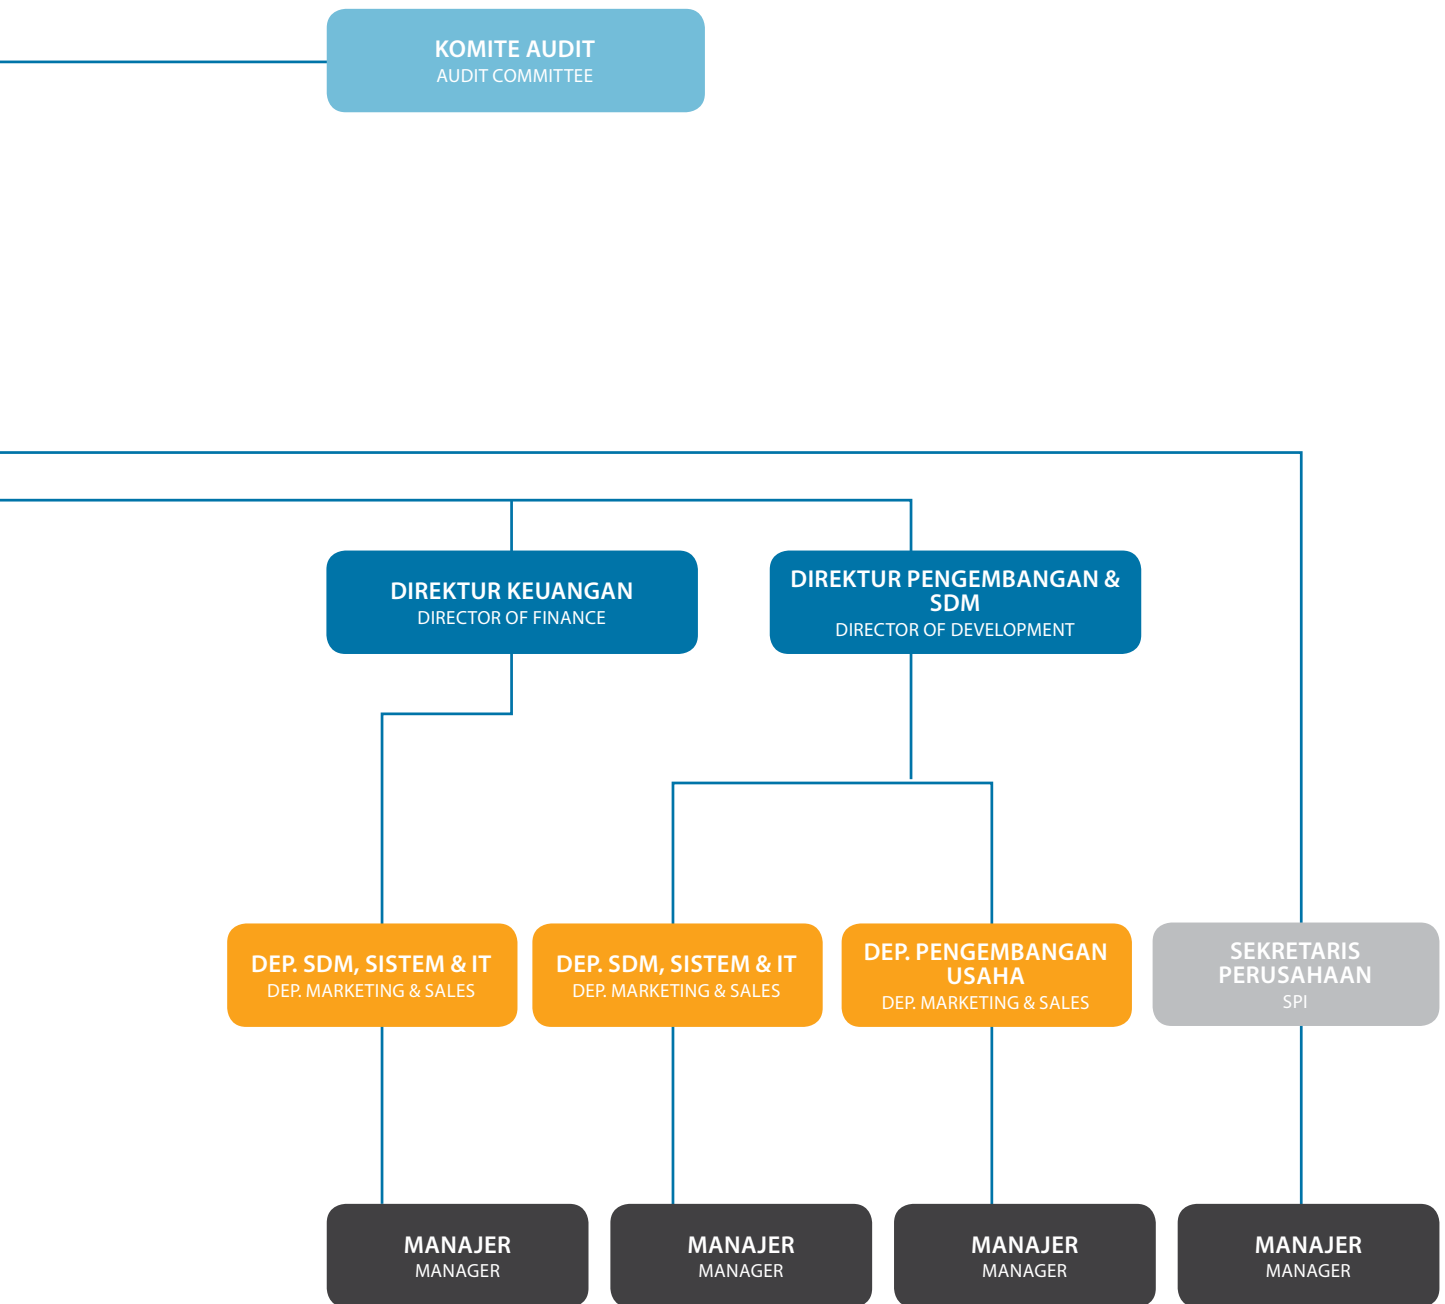 KOMITE AUDIT
AUDIT COMMITTEE
DIREKTUR KEUANGAN
DIRECTOR OF FINANCE
DIREKTUR PENGEMBANGAN &
SDM
DIRECTOR OF DEVELOPMENT
DEP. SDM, SISTEM & IT
DEP. MARKETING & SALES
DEP. SDM, SISTEM & IT
DEP. MARKETING & SALES
DEP. PENGEMBANGAN
USAHA
DEP. MARKETING & SALES
SEKRETARIS
PERUSAHAAN
SPI
MANAJER
MANAGER
MANAJER
MANAGER
MANAJER
MANAGER
MANAJER
MANAGER